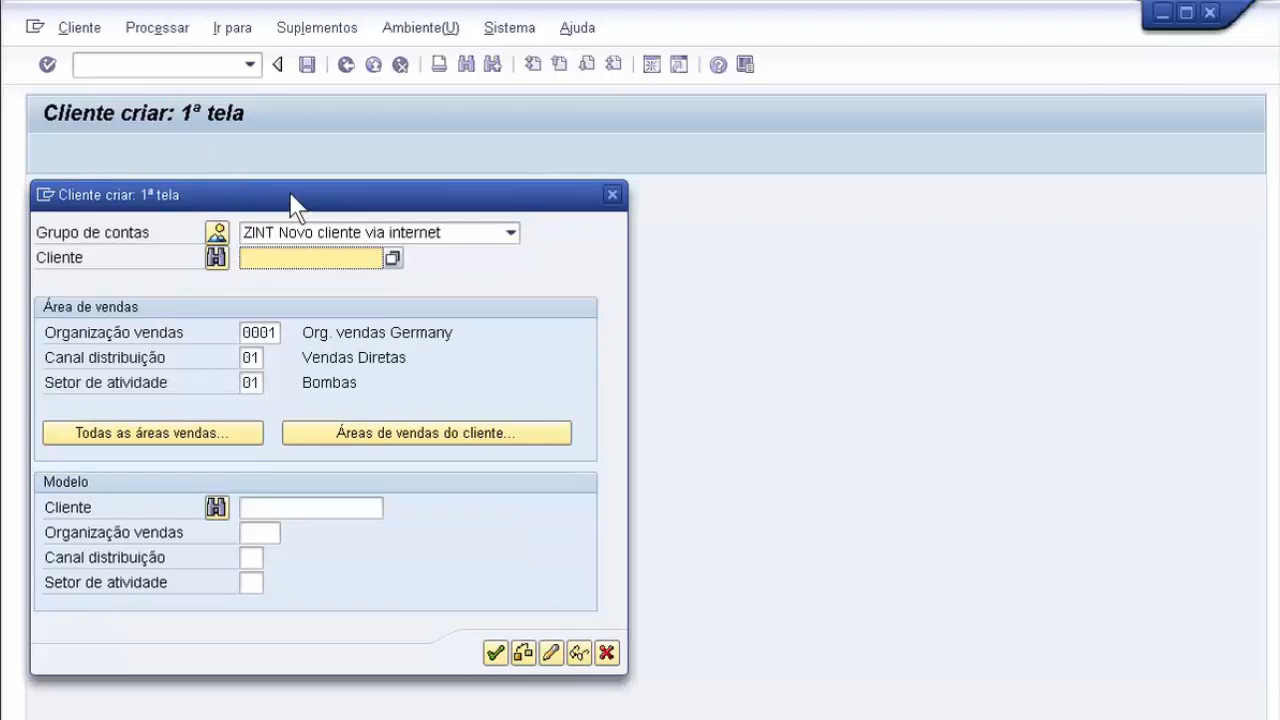 Cliente Processar Ir para Suplementos Ambiente(U) Sistema Ajuda
Cliente criar: 1ª tela
Cliente criar: 1ª tela
Grupo de contas ZINT Novo cliente via internet
Cliente
Área de vendas
Organização vendas 0001 Org. vendas Germany
Canal distribuição 01 Vendas Diretas
Setor de atividade 01 Bombas
Todas as áreas vendas... Áreas de vendas do cliente...
Modelo
Cliente
Organização vendas
Canal distribuição
Setor de atividade